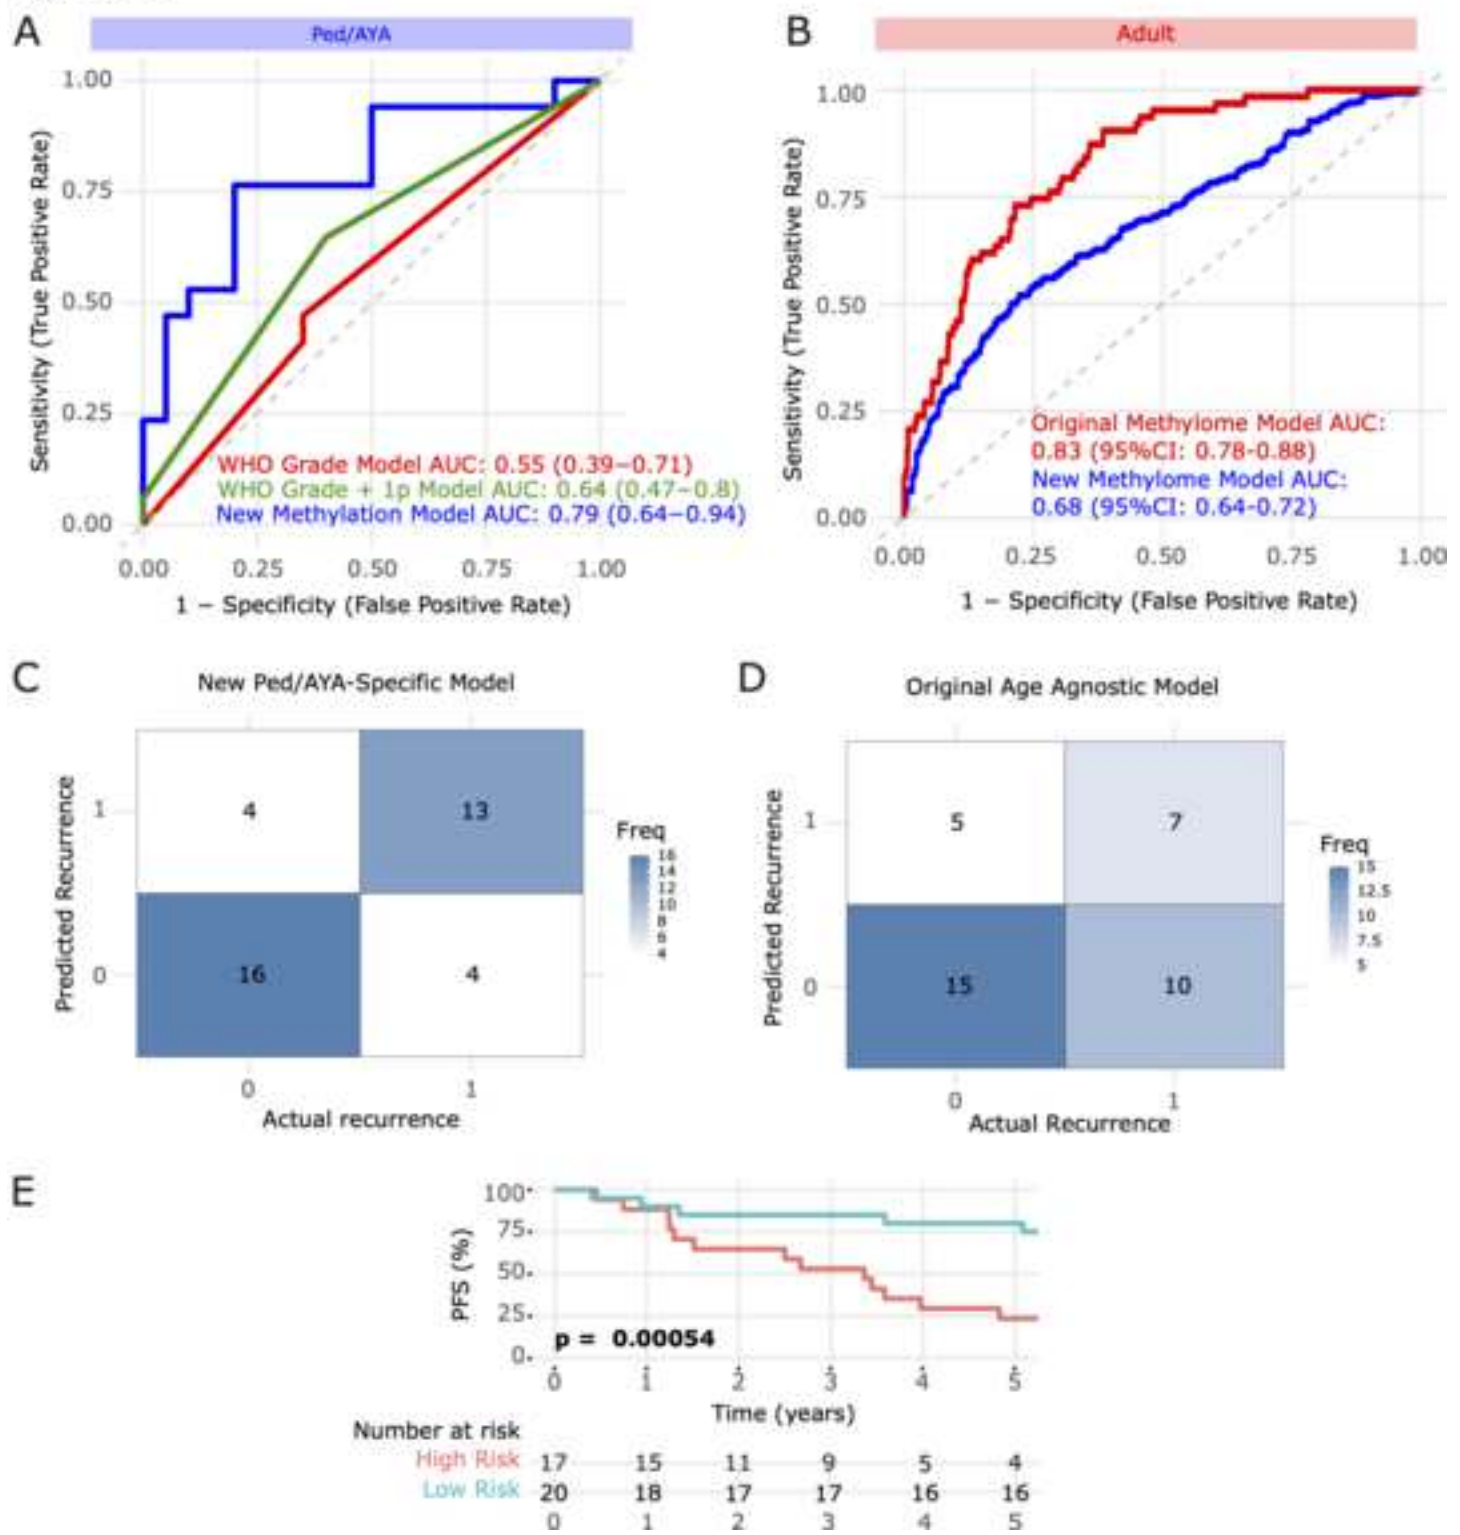 A
Ped/AYA
Sensitivity (True Positive Rate)
1.00
0.75
0.50
0.25
0.00
WHO Grade Model AUC: 0.55 (0.39−0.71)
WHO Grade + 1p Model AUC: 0.64 (0.47−0.8)
New Methylation Model AUC: 0.79 (0.64−0.94)
0.00 0.25 0.50 0.75 1.00
1 − Specificity (False Positive Rate)
B
Adult
Sensitivity (True Positive Rate)
1.00
0.75
0.50
0.25
0.00
Original Methylome Model AUC:
0.83 (95%CI: 0.78-0.88)
New Methylome Model AUC:
0.68 (95%CI: 0.64-0.72)
0.00 0.25 0.50 0.75 1.00
1 − Specificity (False Positive Rate)
C
New Ped/AYA-Specific Model
Predicted Recurrence
1
4 13
0
16 4
0 1
Actual recurrence
Freq
16
14
12
10
8
6
4
D
Original Age Agnostic Model
Predicted Recurrence
1
5 7
0
15 10
0 1
Actual Recurrence
Freq
15
12.5
10
7.5
5
E
PFS (%)
100
75
50
25
0
p = 0.00054
0 1 2 3 4 5
Time (years)
Number at risk
High Risk 17 15 11 9 5 4
Low Risk 20 18 17 17 16 16
0 1 2 3 4 5